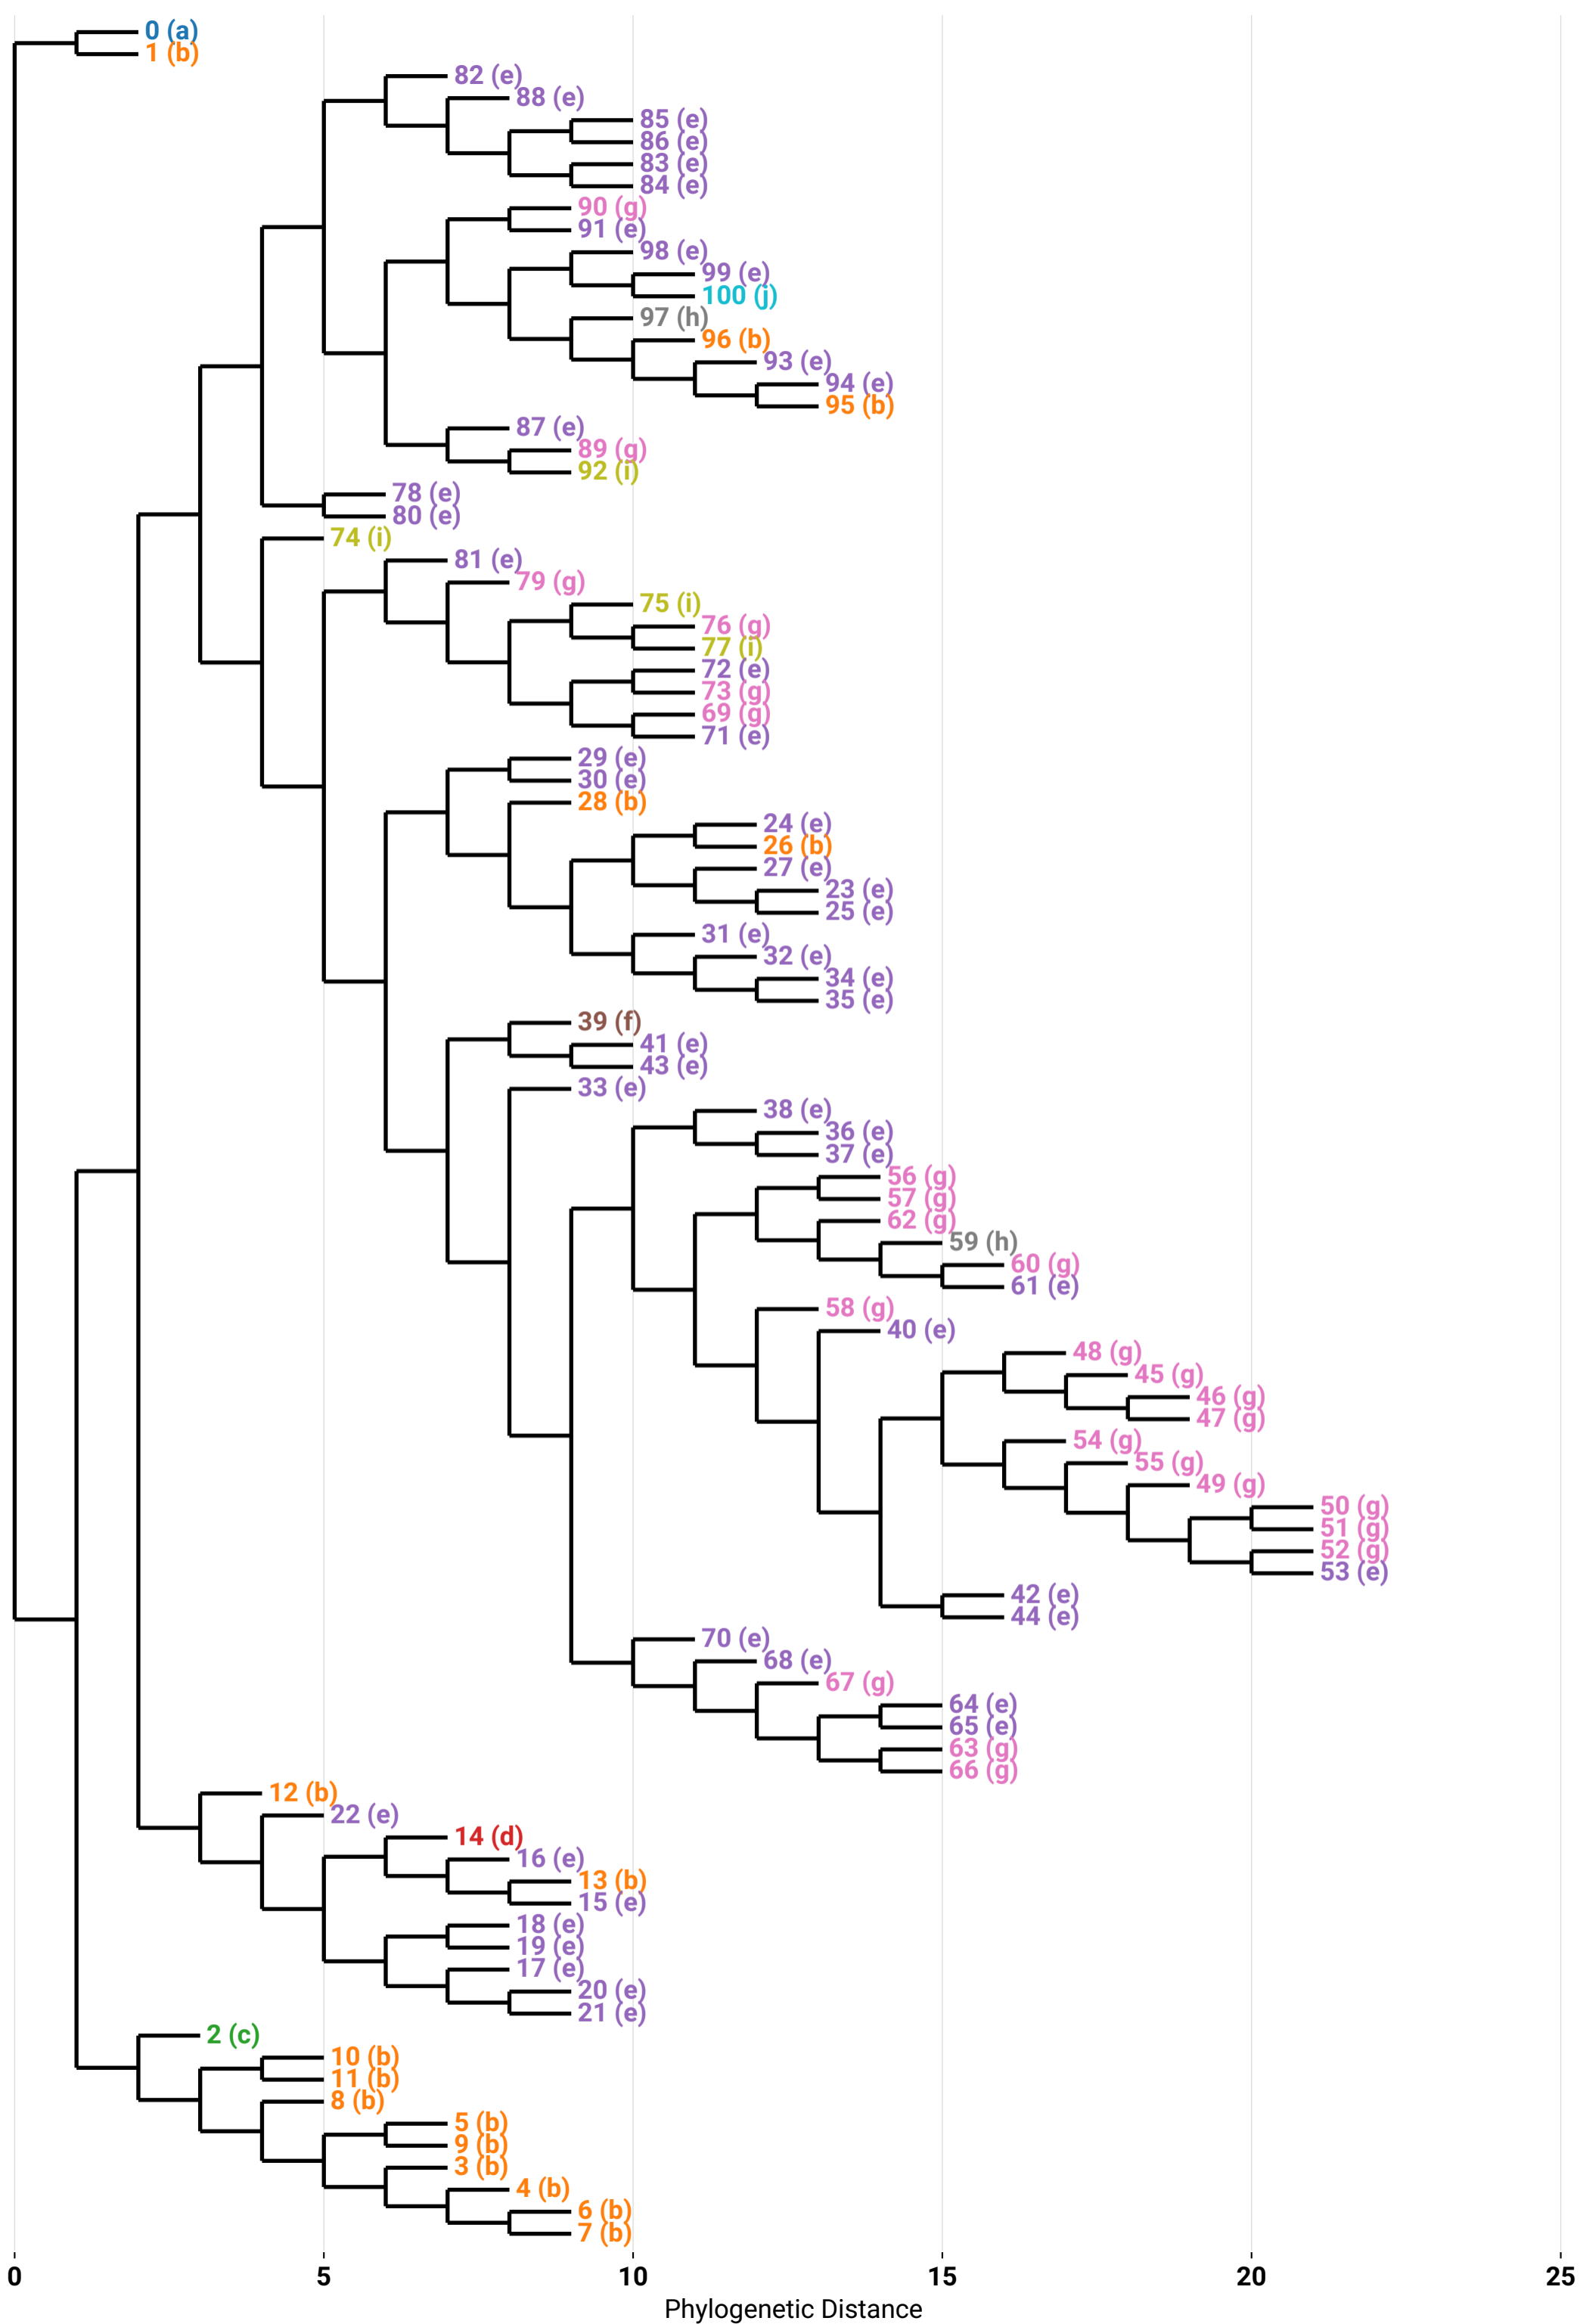 0 (a)
1 (b)
82 (e)
88 (e)
85 (e)
86 (e)
83 (e)
84 (e)
90 (g)
91 (e)
98 (e)
99 (e)
100 (j)
97 (h)
96 (b)
93 (e)
94 (e)
95 (b)
87 (e)
89 (g)
92 (i)
78 (e)
80 (e)
74 (i)
81 (e)
79 (g)
75 (i)
76 (g)
77 (i)
72 (e)
73 (g)
69 (g)
71 (e)
29 (e)
30 (e)
28 (b)
24 (e)
26 (b)
27 (e)
23 (e)
25 (e)
31 (e)
32 (e)
34 (e)
35 (e)
39 (f)
41 (e)
43 (e)
33 (e)
38 (e)
36 (e)
37 (e)
56 (g)
57 (g)
62 (g)
59 (h)
60 (g)
61 (e)
58 (g)
40 (e)
48 (g)
45 (g)
46 (g)
47 (g)
54 (g)
55 (g)
49 (g)
50 (g)
51 (g)
52 (g)
53 (e)
42 (e)
44 (e)
70 (e)
68 (e)
67 (g)
64 (e)
65 (e)
63 (g)
66 (g)
12 (b)
22 (e)
14 (d)
16 (e)
13 (b)
15 (e)
18 (e)
19 (e)
17 (e)
20 (e)
21 (e)
2 (c)
10 (b)
11 (b)
8 (b)
5 (b)
9 (b)
3 (b)
4 (b)
6 (b)
7 (b)
0 5 10 15 20 25
Phylogenetic Distance